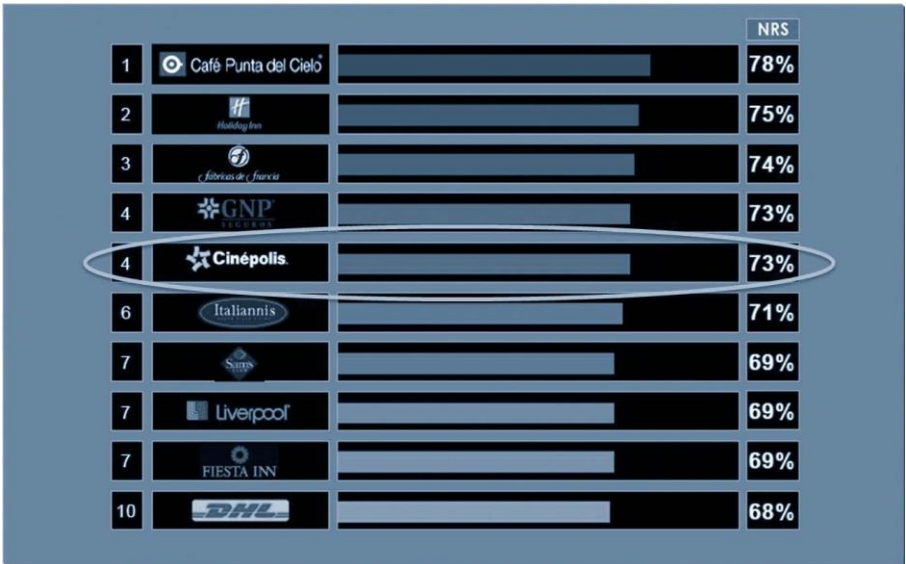 NRS
1 Café Punta del Cielo® 78%
2 Holiday Inn 75%
3 fábricas de francia 74%
4 GNP SEGUROS 73%
4 Cinépolis. 73%
6 Italiannis 71%
7 Sam's 69%
7 Liverpool 69%
7 FIESTA INN 69%
10 DHL 68%